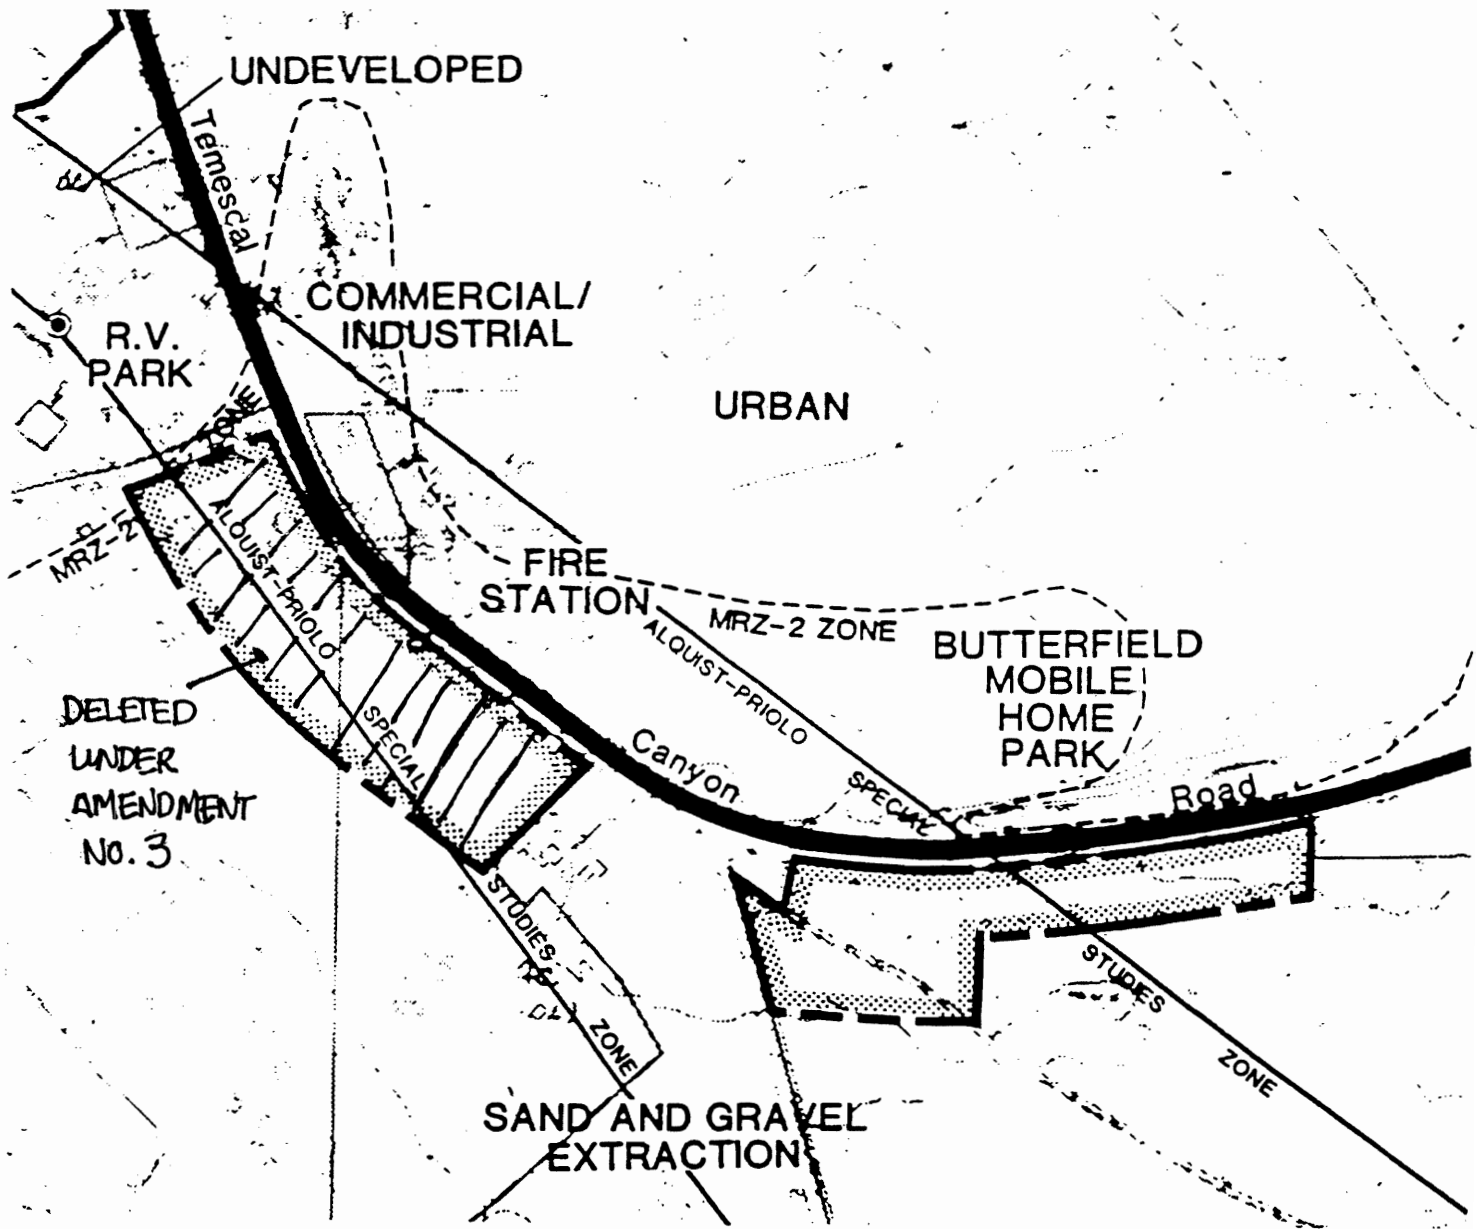 UNDEVELOPED
Temescal
COMMERCIAL/
INDUSTRIAL
R.V.
PARK
URBAN
ZONE
MRZ-2
ALQUIST-PRIOLO
SPECIAL
STUDIES
ZONE
FIRE
STATION
MRZ-2 ZONE
ALQUIST-PRIOLO
SPECIAL
STUDIES
ZONE
BUTTERFIELD
MOBILE
HOME
PARK
Canyon
Road
DELETED
UNDER
AMENDMENT
NO. 3
SAND AND GRAVEL
EXTRACTION